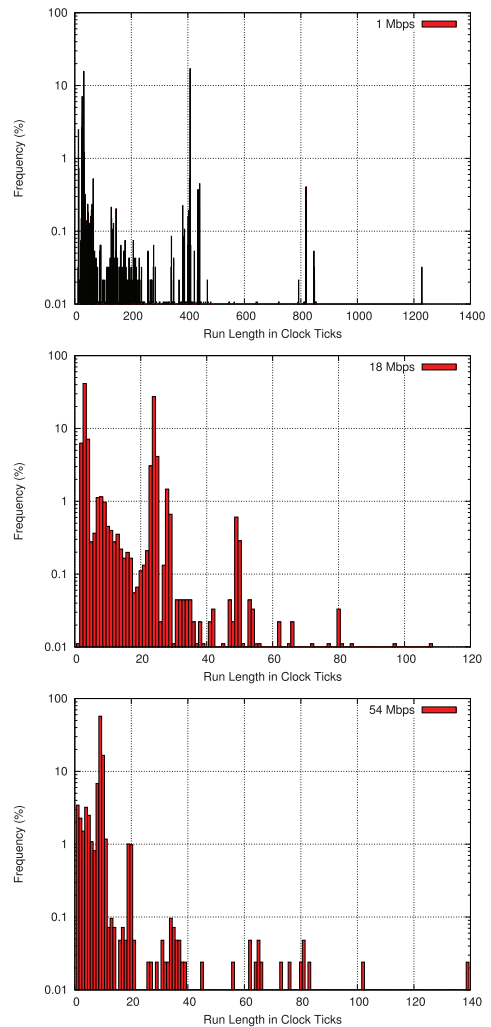 100
1 Mbps
10
1
0.1
0.01
Frequency (%)
0 200 400 600 800 1000 1200 1400
Run Length in Clock Ticks
100
18 Mbps
10
1
0.1
0.01
Frequency (%)
0 20 40 60 80 100 120
Run Length in Clock Ticks
100
54 Mbps
10
1
0.1
0.01
Frequency (%)
0 20 40 60 80 100 120 140
Run Length in Clock Ticks